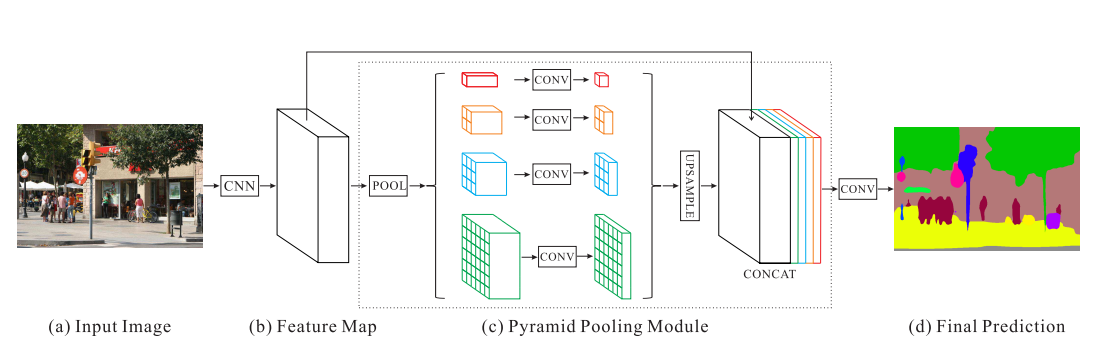 CONV
CONV
CONV
CONV
CNN
POOL
UPSAMPLE
CONV
CONCAT
(a) Input Image
(b) Feature Map
(c) Pyramid Pooling Module
(d) Final Prediction